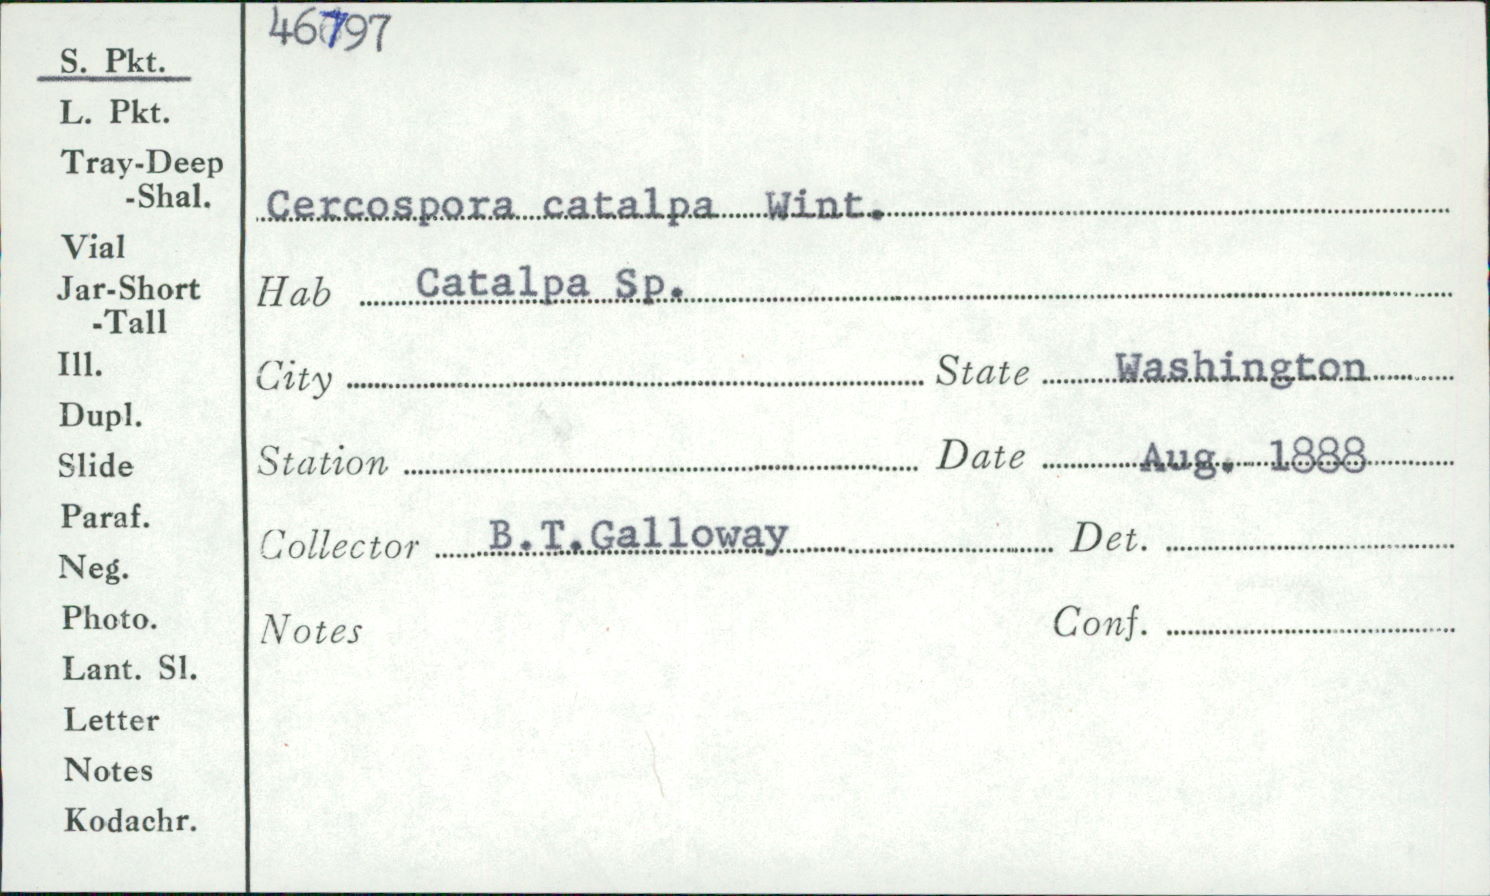 46797
S. Pkt.
L. Pkt.
Tray-Deep
-Shal.
Vial
Jar-Short
-Tall
Ill.
Dupl.
Slide
Paraf.
Neg.
Photo.
Lant. Sl.
Letter
Notes
Kodachr.
Cercospora catalpa Wint.
Hab Catalpa Sp.
City State Washington
Station Date Aug. 1888
Collector B.T.Galloway Det.
Notes Conf.